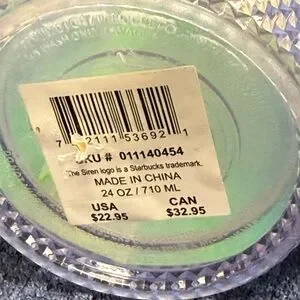 7 62111 53692 1
SKU # 011140454
The Siren logo is a Starbucks trademark.
MADE IN CHINA
24 OZ / 710 ML
USA CAN
$22.95 $32.95